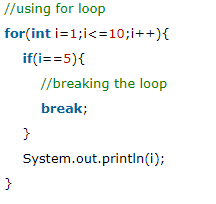 //using for loop
for(int i=1;i<=10;i++){
if(i==5){
//breaking the loop
break;
}
System.out.println(i);
}